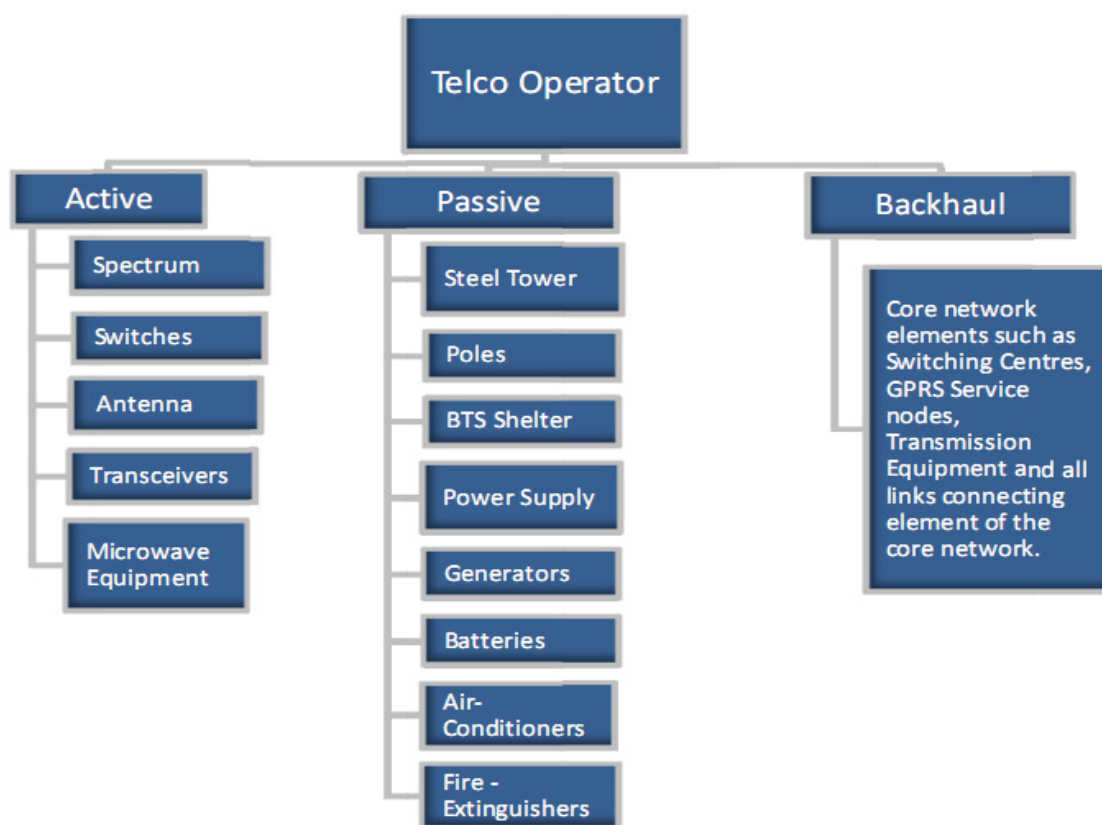 Telco Operator
Active
Spectrum
Switches
Antenna
Transceivers
Microwave
Equipment
Passive
Steel Tower
Poles
BTS Shelter
Power Supply
Generators
Batteries
Air-
Conditioners
Fire -
Extinguishers
Backhaul
Core network
elements such as
Switching Centres,
GPRS Service
nodes,
Transmission
Equipment and all
links connecting
element of the
core network.